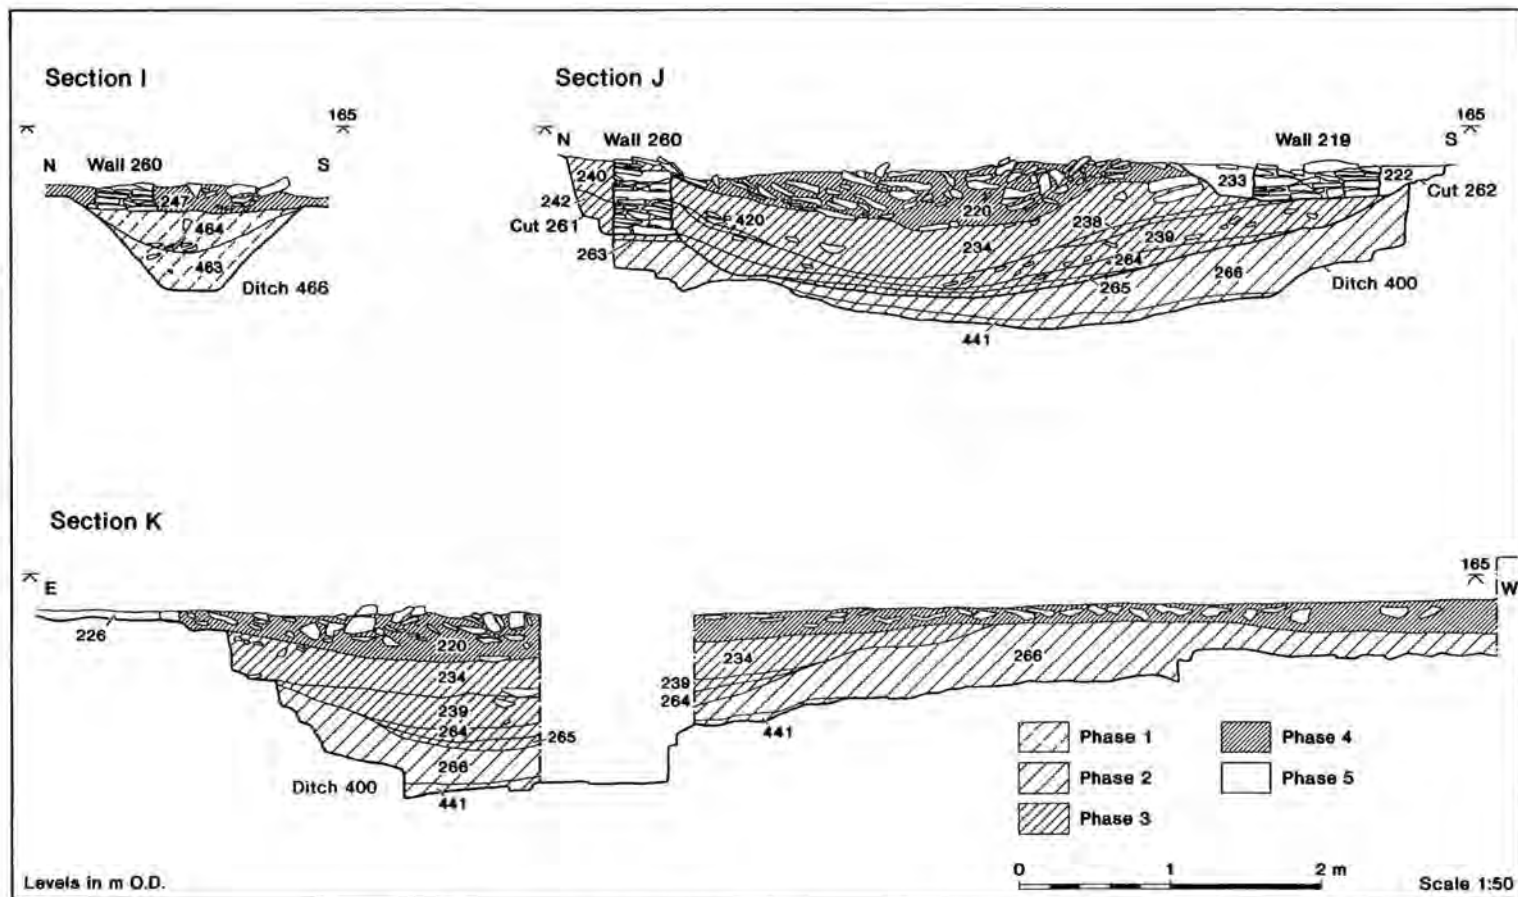 Section I
165
N
Wall 260
S
247
464
463
Ditch 466
Section J
165
N
Wall 260
Wall 219
S
240
242
Cut 261
263
420
220
238
234
239
264
265
266
233
222
Cut 262
Ditch 400
441
Section K
165
E
W
226
220
234
239
264
265
266
Ditch 400
441
234
239
264
441
266
Phase 1
Phase 2
Phase 3
Phase 4
Phase 5
0 1 2 m
Levels in m O.D.
Scale 1:50